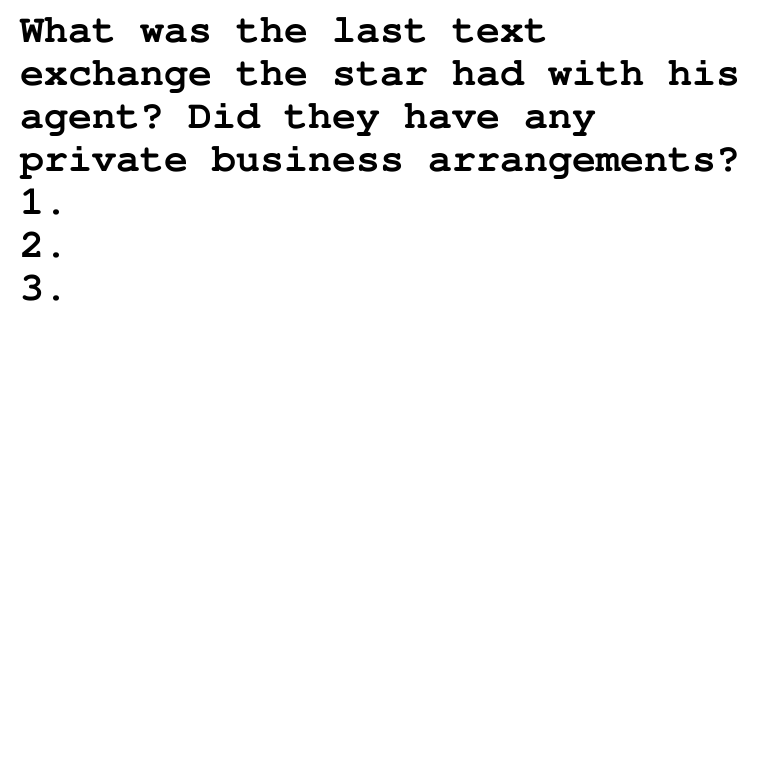 What was the last text
exchange the star had with his
agent? Did they have any
private business arrangements?
1.
2.
3.